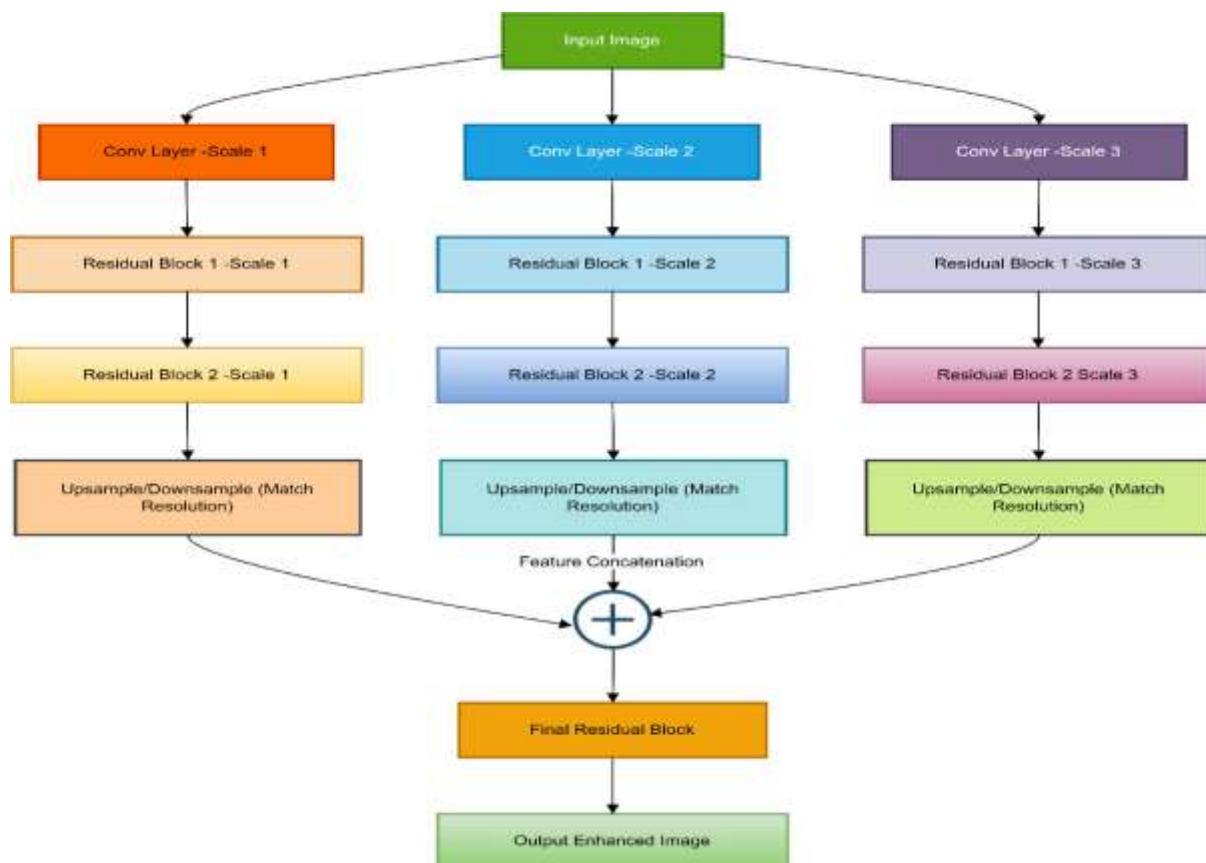 Input Image
Conv Layer -Scale 1
Conv Layer -Scale 2
Conv Layer -Scale 3
Residual Block 1 -Scale 1
Residual Block 1 -Scale 2
Residual Block 1 -Scale 3
Residual Block 2 -Scale 1
Residual Block 2 -Scale 2
Residual Block 2 Scale 3
Upsample/Downsample (Match
Resolution)
Upsample/Downsample (Match
Resolution)
Upsample/Downsample (Match
Resolution)
Feature Concatenation
Final Residual Block
Output Enhanced Image